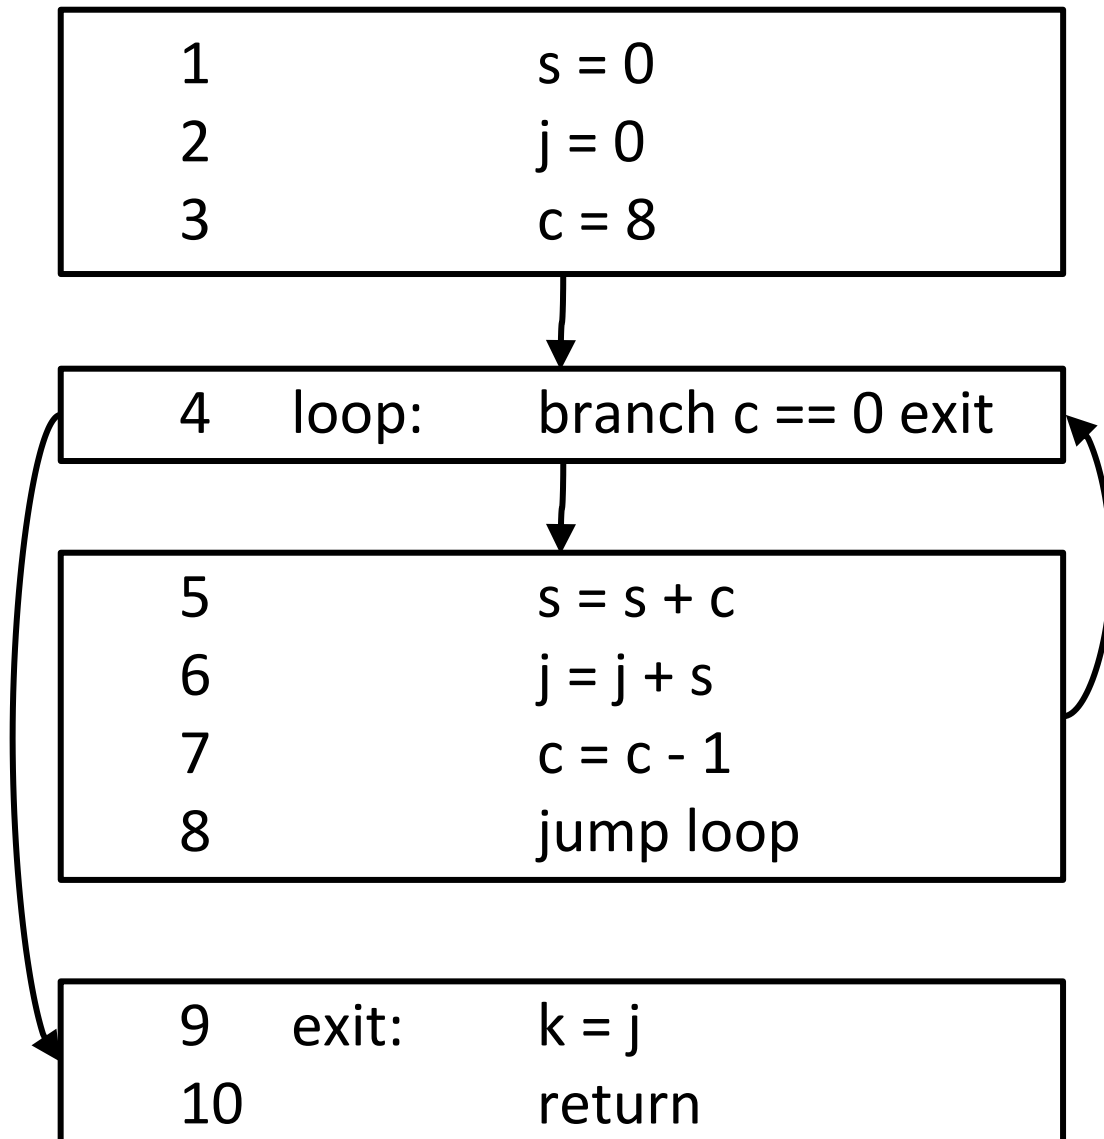 1 s = 0
2 j = 0
3 c = 8
4 loop: branch c == 0 exit
5 s = s + c
6 j = j + s
7 c = c - 1
8 jump loop
9 exit: k = j
10 return